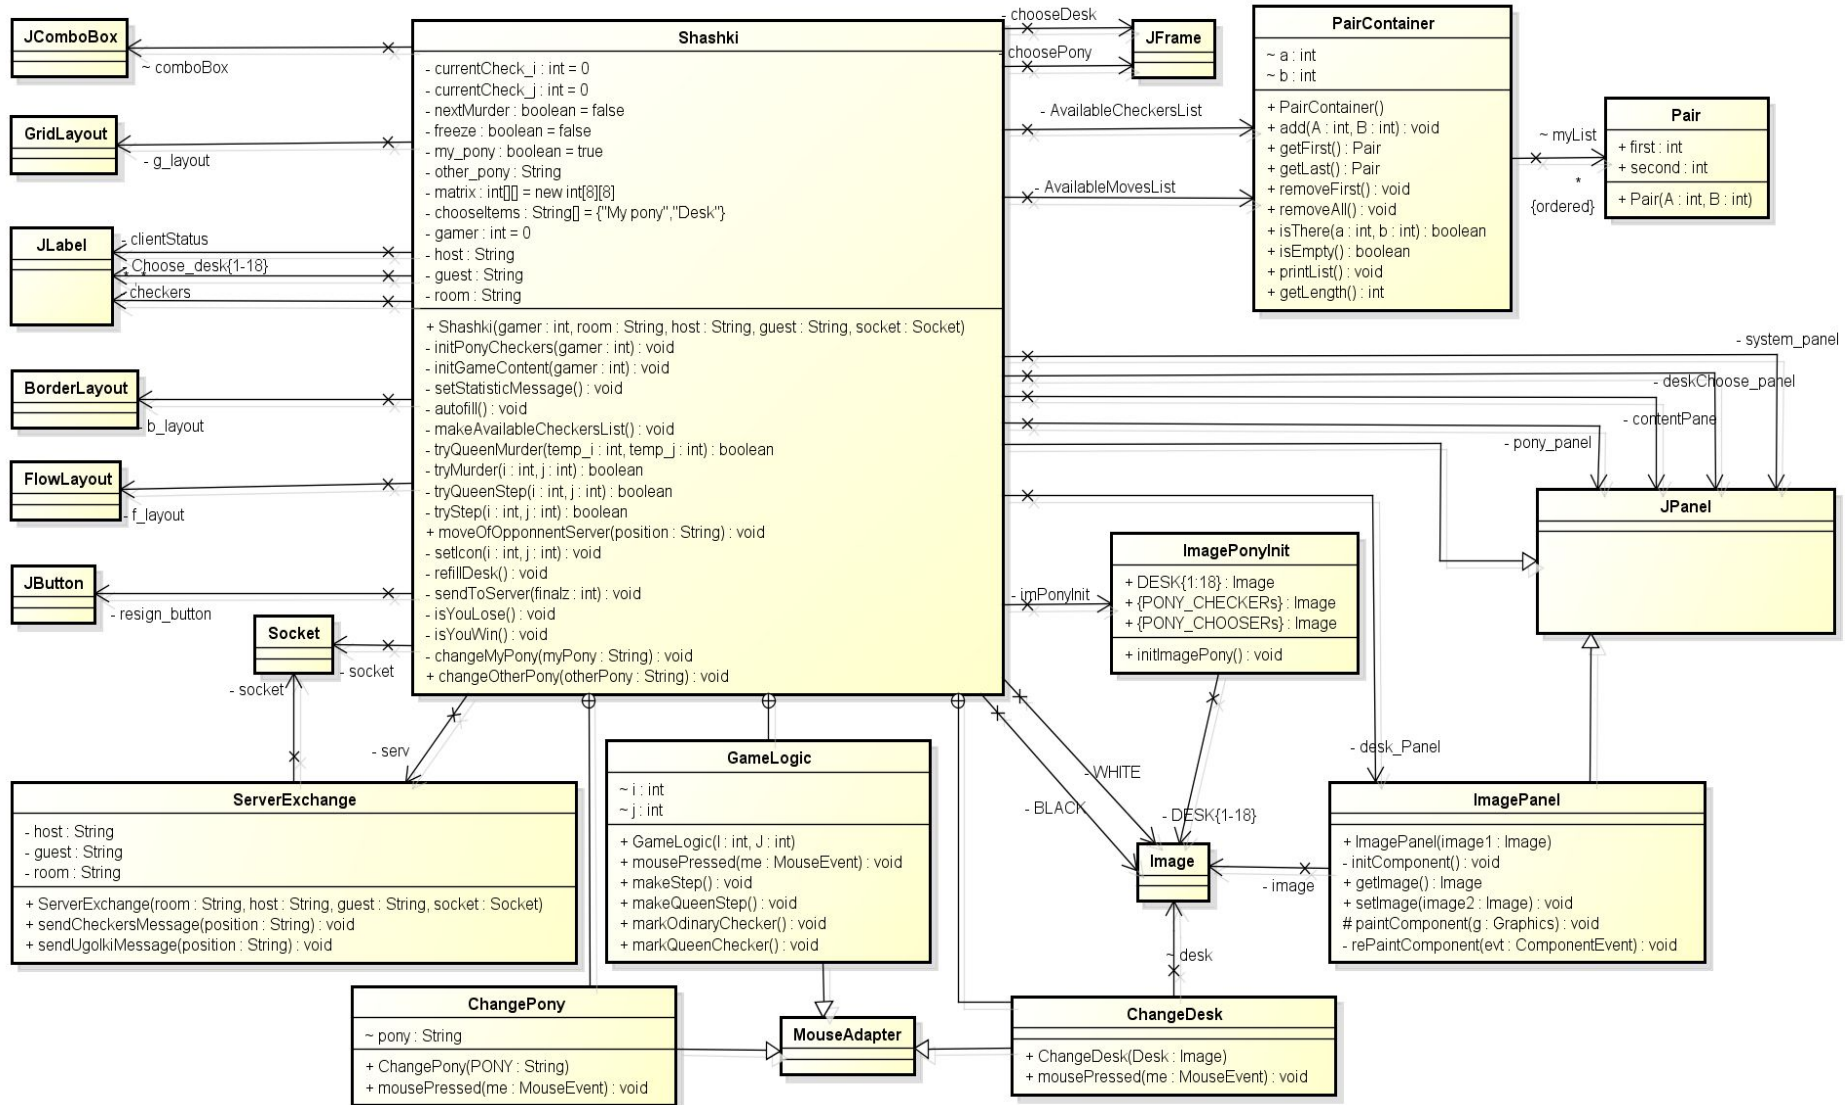 JComboBox
~ comboBox
GridLayout
- g_layout
JLabel
- clientStatus
- Choose_desk{1-18}
* *
- checkers
BorderLayout
- b_layout
FlowLayout
- f_layout
JButton
- resign_button
Socket
- socket
- socket
Shashki
- currentCheck_i : int = 0
- currentCheck_j : int = 0
- nextMurder : boolean = false
- freeze : boolean = false
- my_pony : boolean = true
- other_pony : String
- matrix : int[][] = new int[8][8]
- chooseItems : String[] = {"My pony","Desk"}
- gamer : int = 0
- host : String
- guest : String
- room : String
+ Shashki(gamer : int, room : String, host : String, guest : String, socket : Socket)
- initPonyCheckers(gamer : int) : void
- initGameContent(gamer : int) : void
- setStatisticMessage() : void
- autofill() : void
- makeAvailableCheckersList() : void
- tryQueenMurder(temp_i : int, temp_j : int) : boolean
- tryMurder(i : int, j : int) : boolean
- tryQueenStep(i : int, j : int) : boolean
- tryStep(i : int, j : int) : boolean
+ moveOfOpponnentServer(position : String) : void
- setIcon(i : int, j : int) : void
- refillDesk() : void
- sendToServer(finalz : int) : void
- isYouLose() : void
- isYouWin() : void
- changeMyPony(myPony : String) : void
+ changeOtherPony(otherPony : String) : void
- chooseDesk
- choosePony
JFrame
- AvailableCheckersList
- AvailableMovesList
PairContainer
~ a : int
~ b : int
+ PairContainer()
+ add(A : int, B : int) : void
+ getFirst() : Pair
+ getLast() : Pair
+ removeFirst() : void
+ removeAll() : void
+ isThere(a : int, b : int) : boolean
+ isEmpty() : boolean
+ printList() : void
+ getLength() : int
~ myList
*
{ordered}
Pair
+ first : int
+ second : int
+ Pair(A : int, B : int)
- system_panel
- deskChoose_panel
- contentPane
- pony_panel
JPanel
- imPonyInit
ImagePonyInit
+ DESK{1:18} : Image
+ {PONY_CHECKERs} : Image
+ {PONY_CHOOSERs} : Image
+ initImagePony() : void
- desk_Panel
- serv
- WHITE
- BLACK
- DESK{1-18}
Image
- image
~ desk
ServerExchange
- host : String
- guest : String
- room : String
+ ServerExchange(room : String, host : String, guest : String, socket : Socket)
+ sendCheckersMessage(position : String) : void
+ sendUgolkiMessage(position : String) : void
GameLogic
~ i : int
~ j : int
+ GameLogic(I : int, J : int)
+ mousePressed(me : MouseEvent) : void
+ makeStep() : void
+ makeQueenStep() : void
+ markOdinaryChecker() : void
+ markQueenChecker() : void
ImagePanel
+ ImagePanel(image1 : Image)
- initComponent() : void
+ getImage() : Image
+ setImage(image2 : Image) : void
# paintComponent(g : Graphics) : void
- rePaintComponent(evt : ComponentEvent) : void
ChangePony
~ pony : String
+ ChangePony(PONY : String)
+ mousePressed(me : MouseEvent) : void
MouseAdapter
ChangeDesk
+ ChangeDesk(Desk : Image)
+ mousePressed(me : MouseEvent) : void